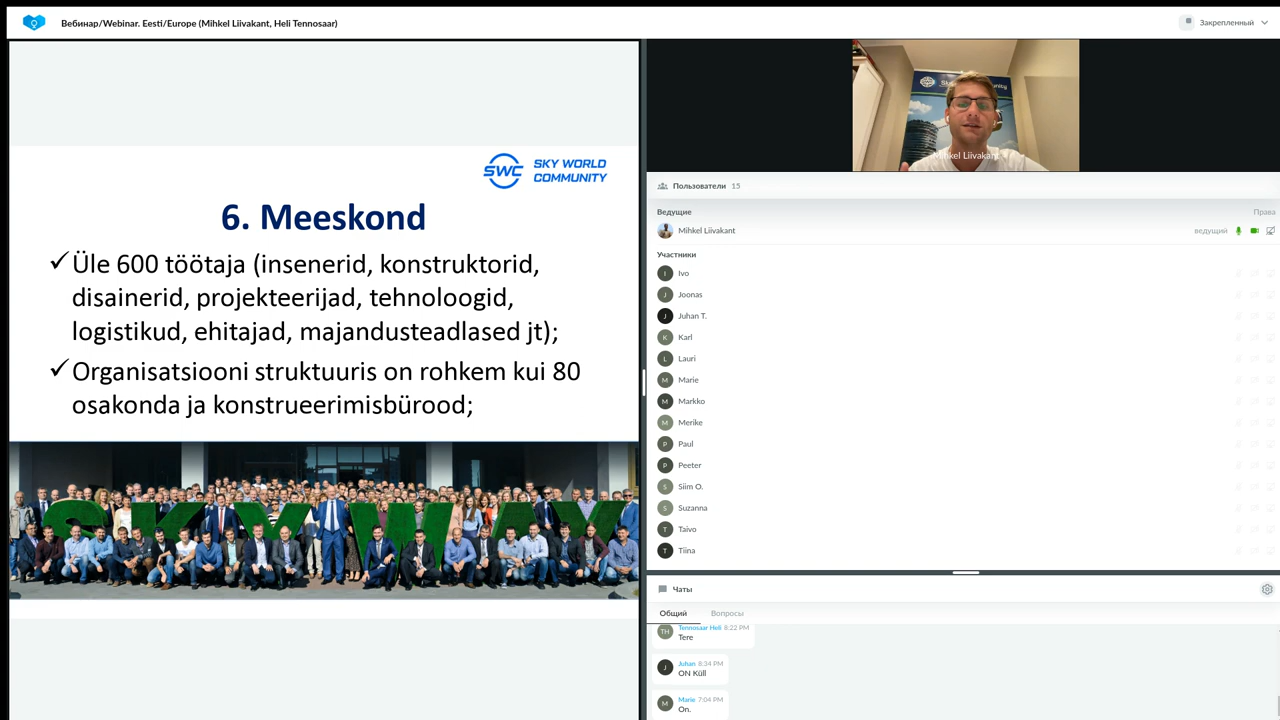 Вебинар/Webinar. Eesti/Europe (Mihkel Liivakant, Heli Tennosaar)
Закрепленный
SWC SKY WORLD
COMMUNITY
6. Meeskond
Üle 600 töötaja (insenerid, konstruktorid,
disainerid, projekteerijad, tehnoloogid,
logistikud, ehitajad, majandusteadlased jt);
Organisatsiooni struktuuris on rohkem kui 80
osakonda ja konstrueerimisbürood;
SKYWAY
Mihkel Liivakant
Пользователи 15
Ведущие Права
Mihkel Liivakant ведущий
Участники
I Ivo
J Joonas
J Juhan T.
K Karl
L Lauri
M Marie
M Markko
M Merike
P Paul
P Peeter
S Siim O.
S Suzanna
T Taivo
T Tiina
Чаты
Общий Вопросы
TH Tennosaar Heli 8:22 PM
Tere
J Juhan 8:34 PM
ON Küll
M Marie 7:04 PM
On.